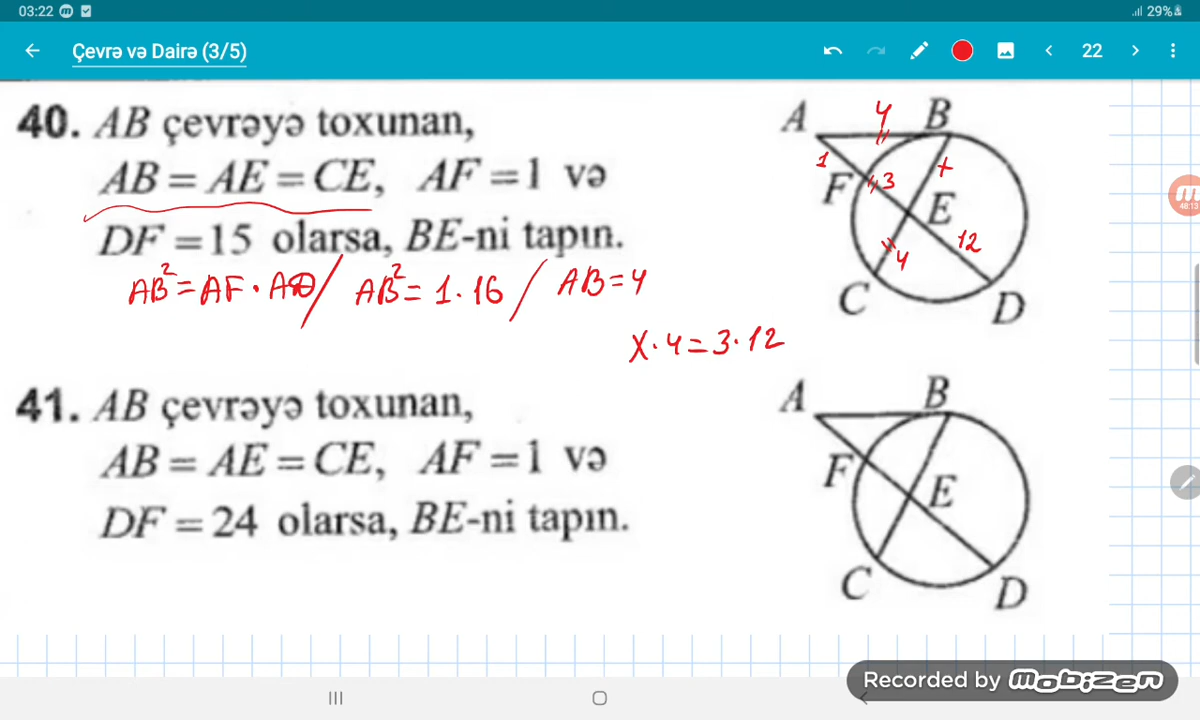 03:22 29%
Çevrə və Dairə (3/5) 22
40. AB çevrəyə toxunan,
AB = AE = CE, AF = 1 və
DF = 15 olarsa, BE-ni tapın.
AB² = AF · AD / AB² = 1 · 16 / AB = 4
x · 4 = 3 · 12
A 4 B
1
F 3 x
E
12
4
C D
41. AB çevrəyə toxunan,
AB = AE = CE, AF = 1 və
DF = 24 olarsa, BE-ni tapın.
A B
F E
C D
48:13
Recorded by mobizen